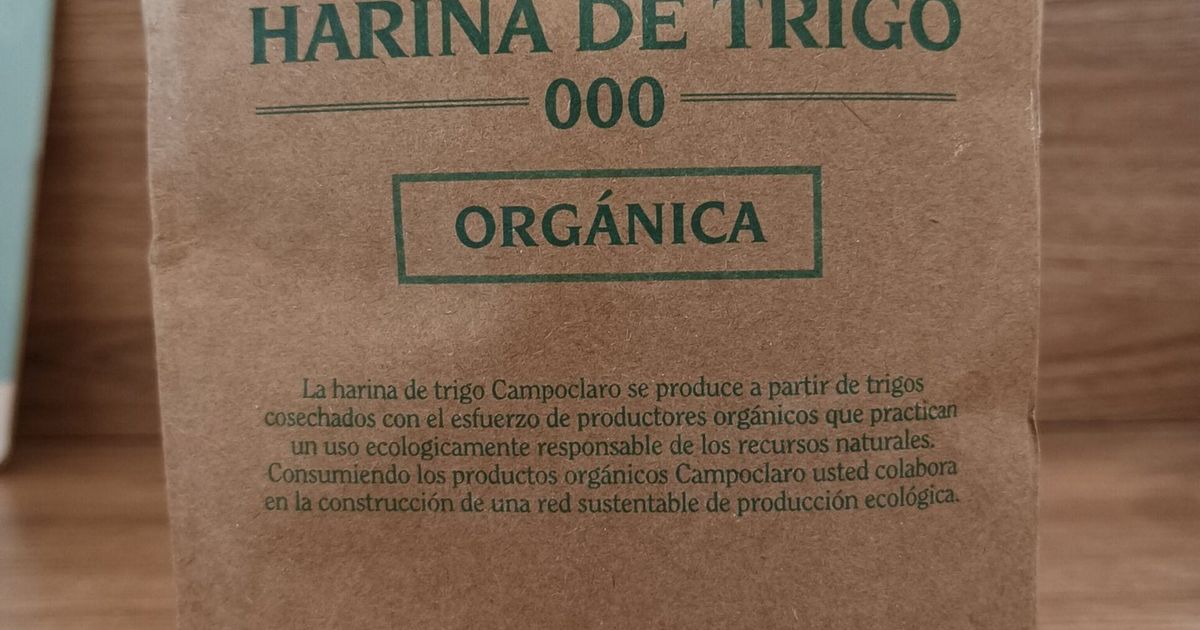 HARINA DE TRIGO
000
ORGÁNICA
La harina de trigo Campoclaro se produce a partir de trigos
cosechados con el esfuerzo de productores orgánicos que practican
un uso ecologicamente responsable de los recursos naturales.
Consumiendo los productos orgánicos Campoclaro usted colabora
en la construcción de una red sustentable de producción ecológica.